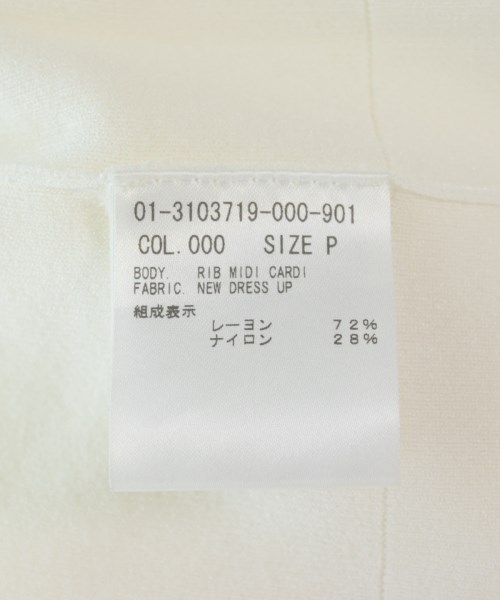 01-3103719-000-901
COL. 000 SIZE P
BODY. RIB MIDI CARDI
FABRIC. NEW DRESS UP
組成表示
レーヨン 72%
ナイロン 28%